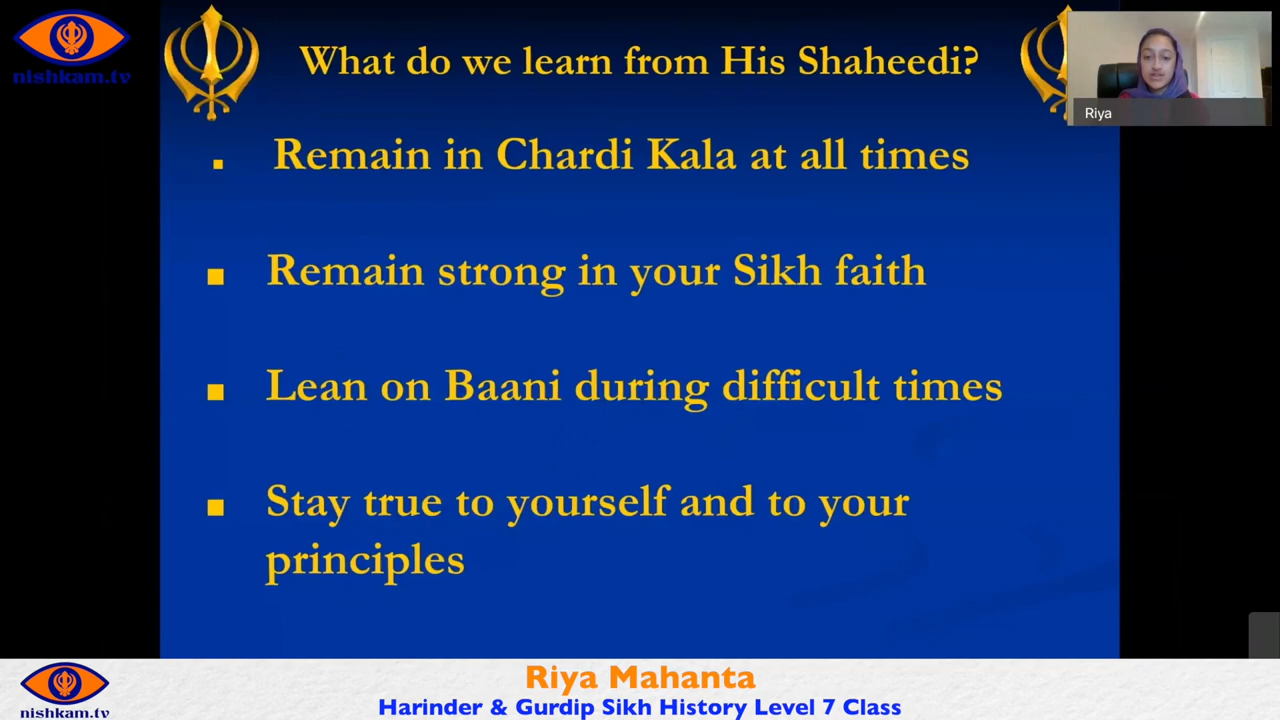 nishkam.tv
What do we learn from His Shaheedi?
Riya
Remain in Chardi Kala at all times
Remain strong in your Sikh faith
Lean on Baani during difficult times
Stay true to yourself and to your
principles
nishkam.tv
Riya Mahanta
Harinder & Gurdip Sikh History Level 7 Class